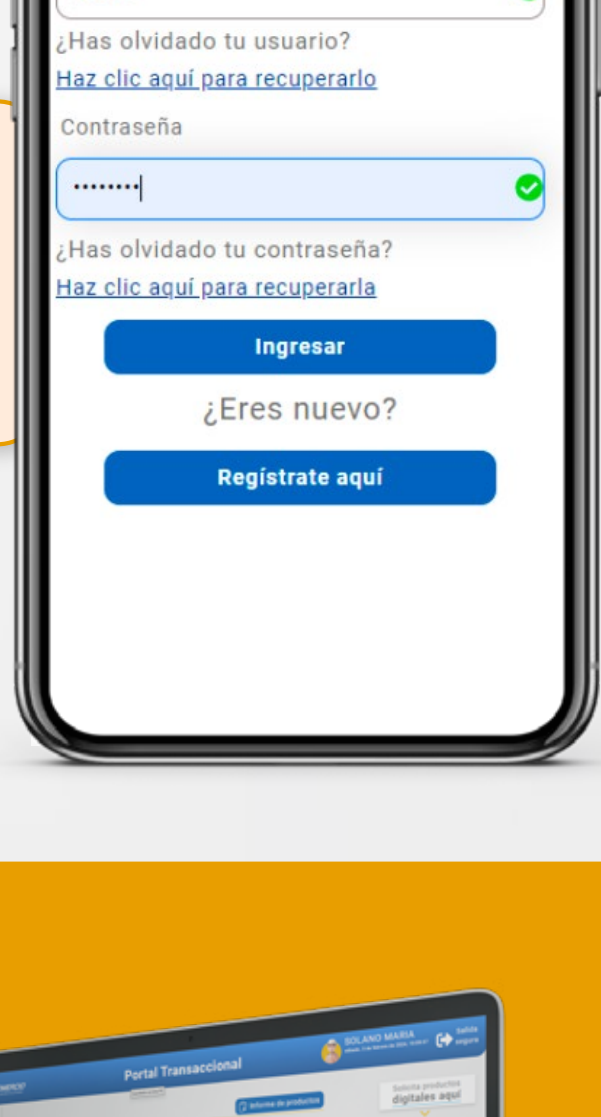 ¿Has olvidado tu usuario?
Haz clic aquí para recuperarlo
Contraseña
¿Has olvidado tu contraseña?
Haz clic aquí para recuperarla
Ingresar
¿Eres nuevo?
Regístrate aquí
Portal Transaccional
SOLANO MARIA
Salida
segura
Informe de productos
Solicita productos
digitales aquí